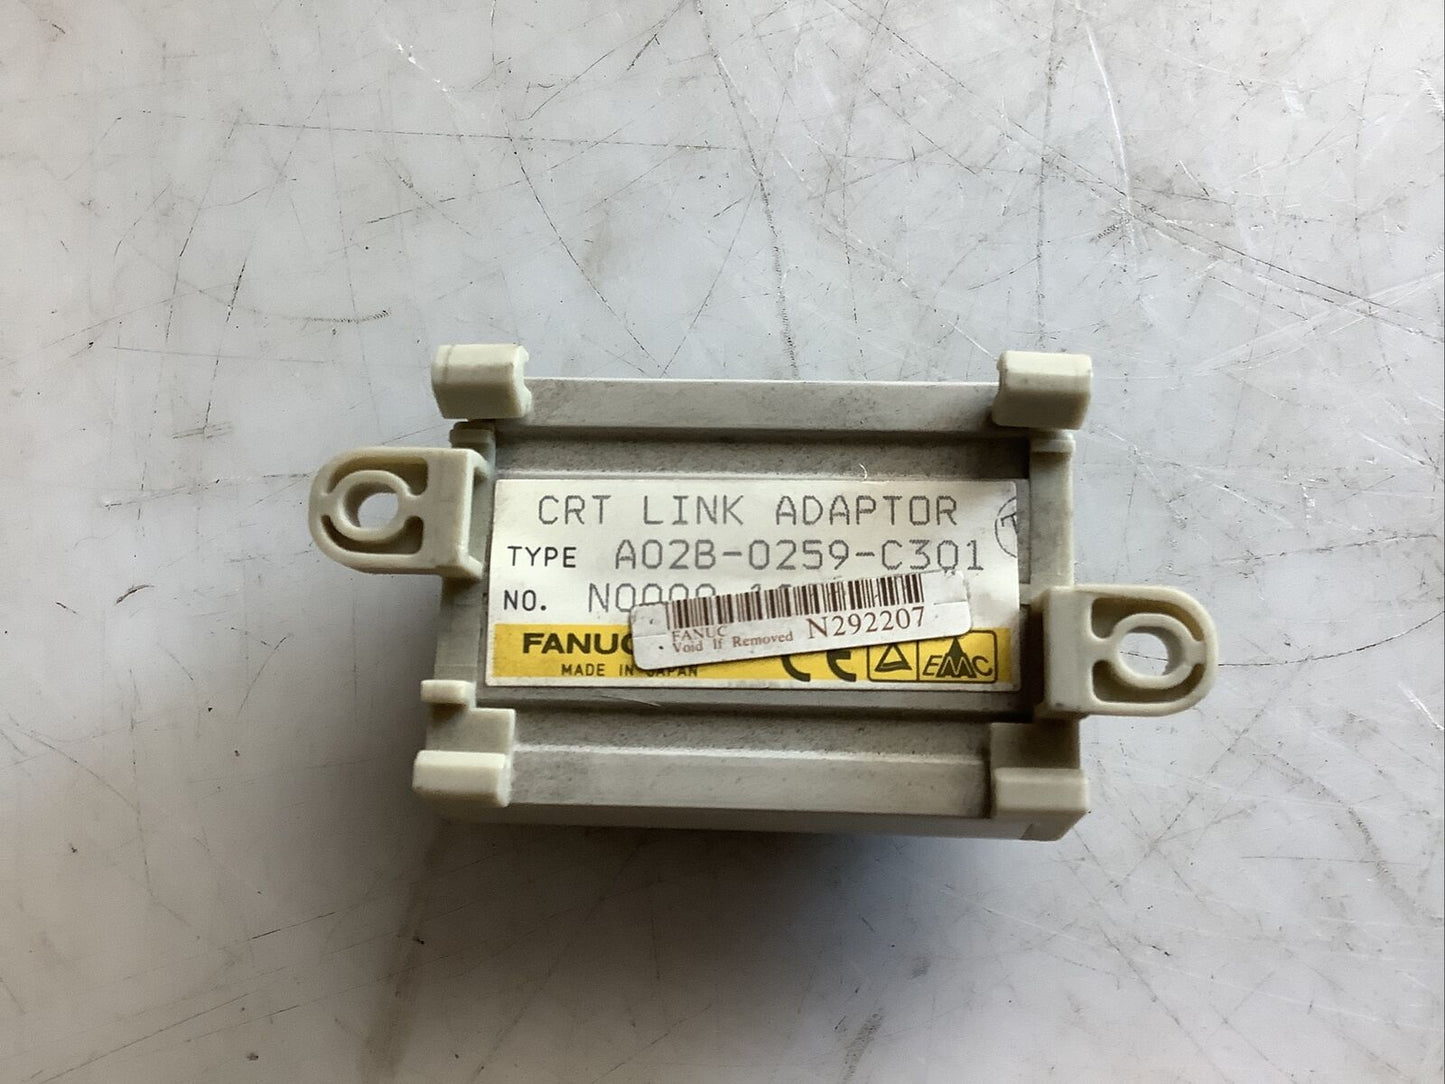 CRT LINK ADAPTOR
TYPE A02B-0259-C301
NO.
FANUC
MADE IN JAPAN
CE
EMC
FANUC
Void If Removed N292207